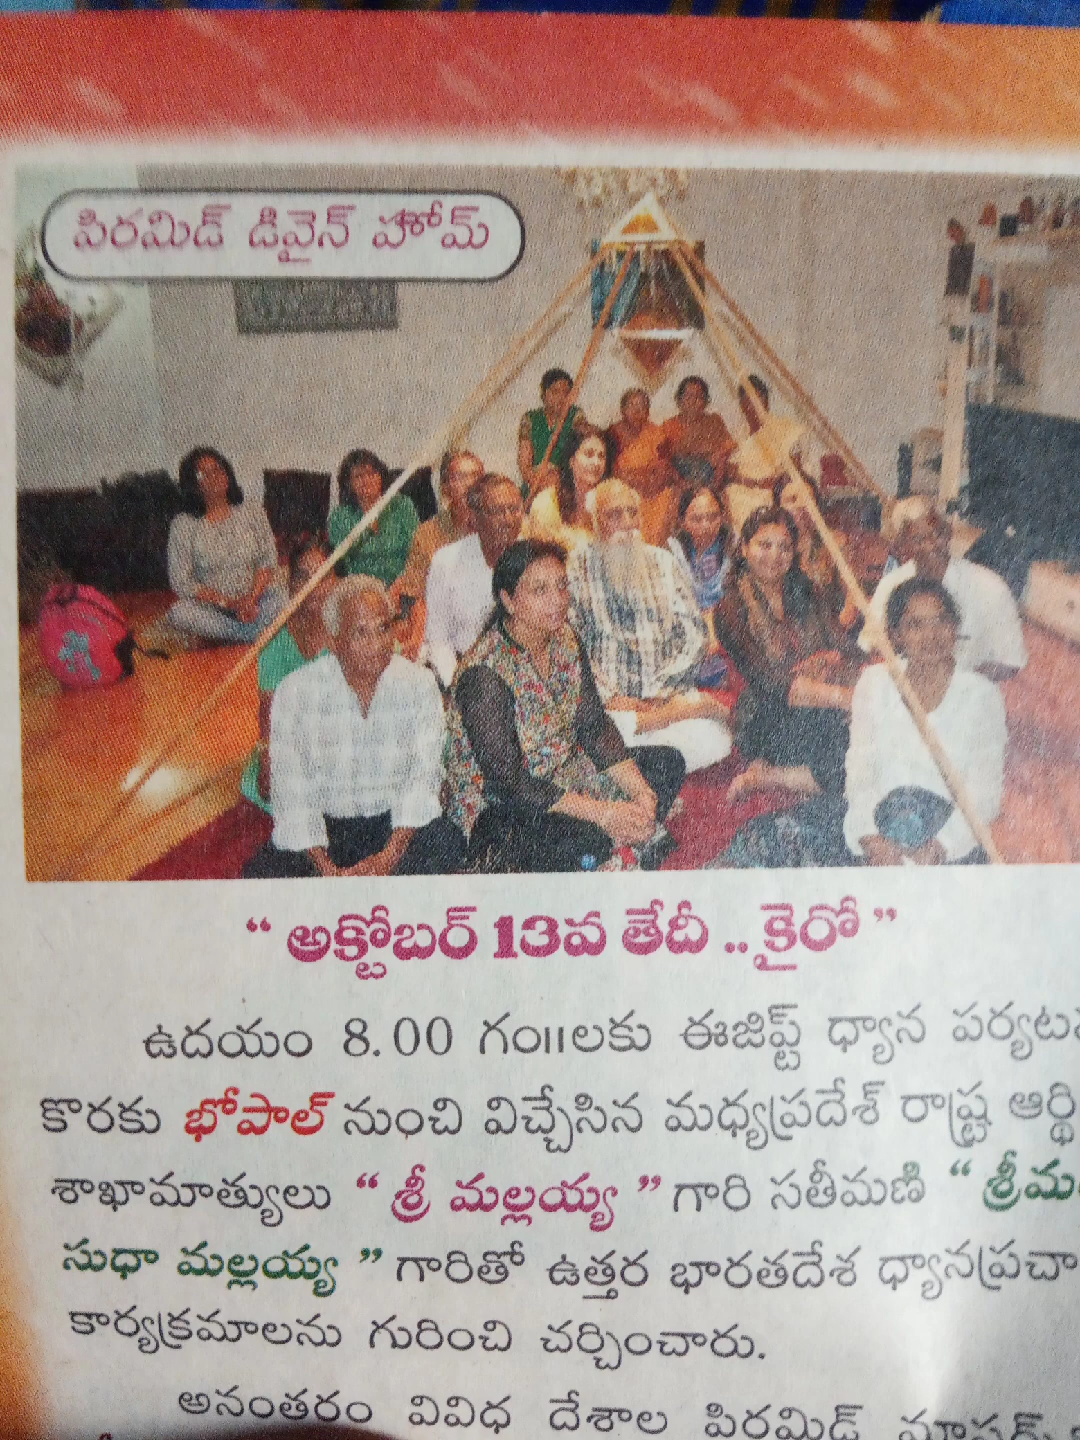 పిరమిడ్ డివైన్ హోమ్
“ అక్టోబర్ 13వ తేదీ .. కైరో ”
ఉదయం 8.00 గం॥లకు ఈజిప్ట్ ధ్యాన
కొరకు భోపాల్ నుంచి విచ్చేసిన మధ్యప్రదేశ్ రాష్ట్ర
శాఖామాత్యులు “ శ్రీ మల్లయ్య ” గారి సతీమణి “
సుధా మల్లయ్య ” గారితో ఉత్తర భారతదేశ
కార్యక్రమాలను గురించి చర్చించారు.
అనంతరం వివిధ దేశాల పిరమిడ్